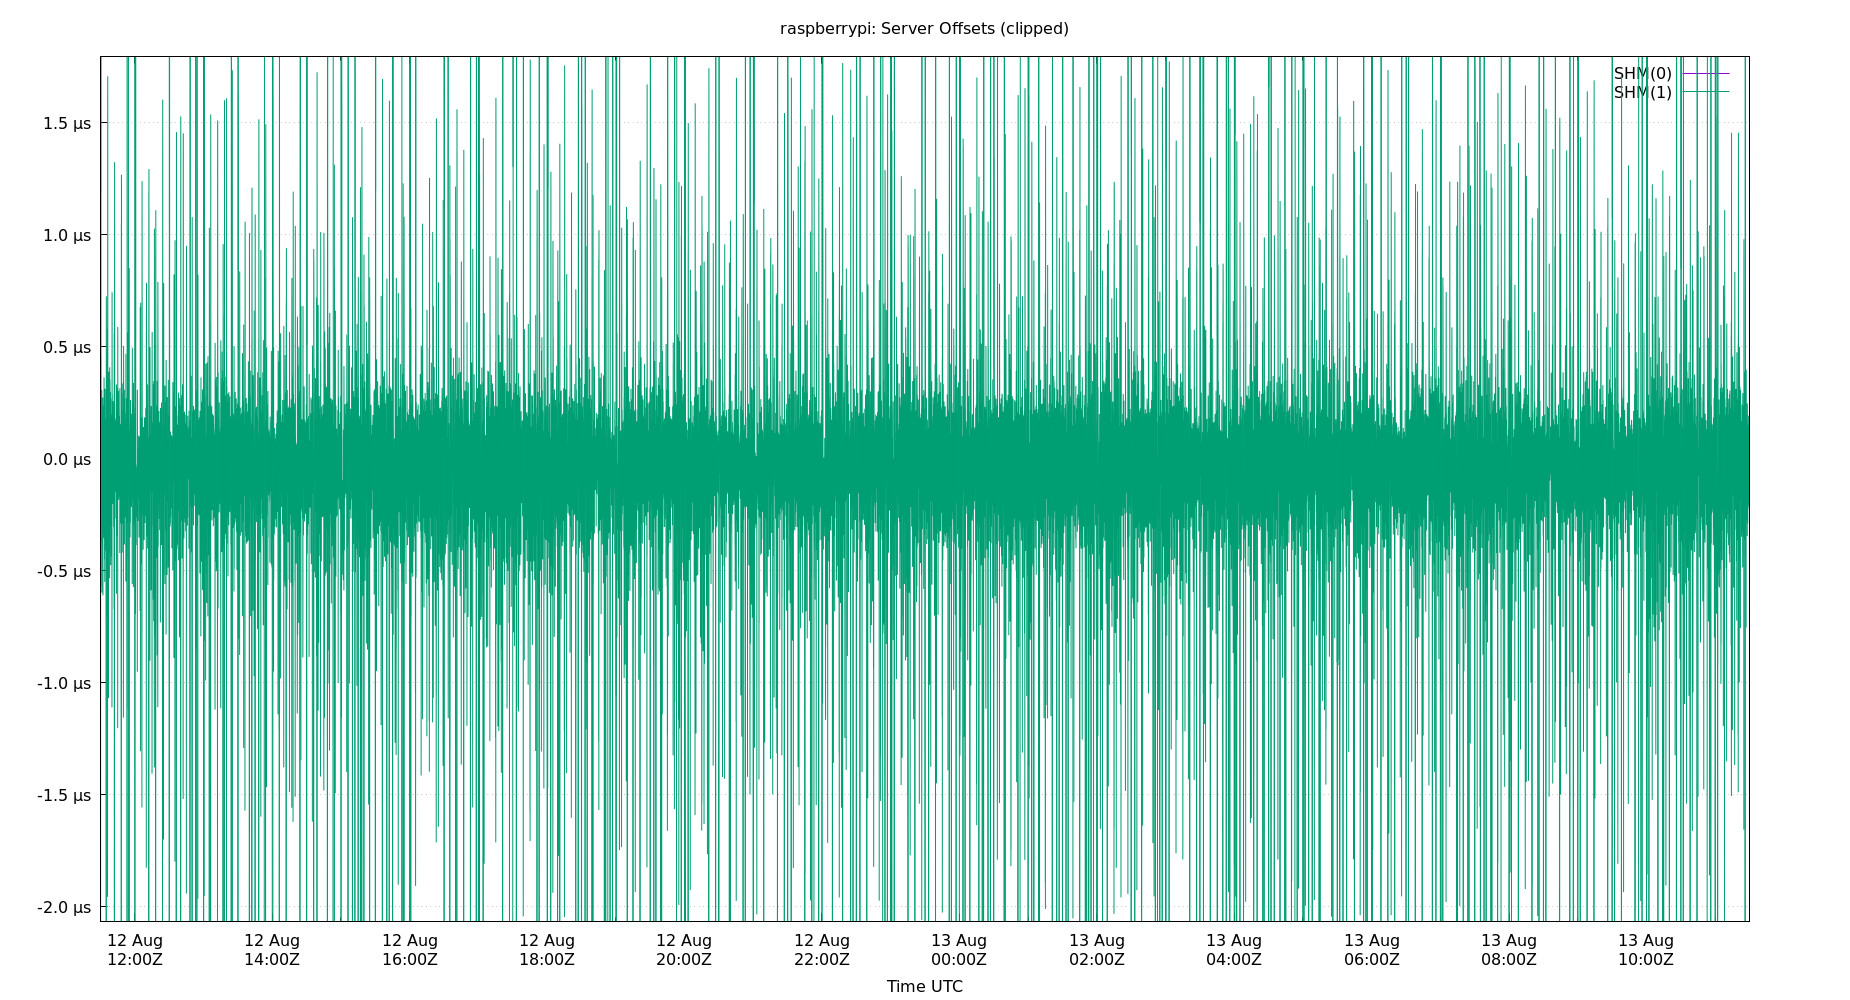 raspberrypi: Server Offsets (clipped)
SHM(0)
SHM(1)
1.5 µs
1.0 µs
0.5 µs
0.0 µs
-0.5 µs
-1.0 µs
-1.5 µs
-2.0 µs
12 Aug 12 Aug 12 Aug 12 Aug 12 Aug 12 Aug 13 Aug 13 Aug 13 Aug 13 Aug 13 Aug 13 Aug
12:00Z 14:00Z 16:00Z 18:00Z 20:00Z 22:00Z 00:00Z 02:00Z 04:00Z 06:00Z 08:00Z 10:00Z
Time UTC